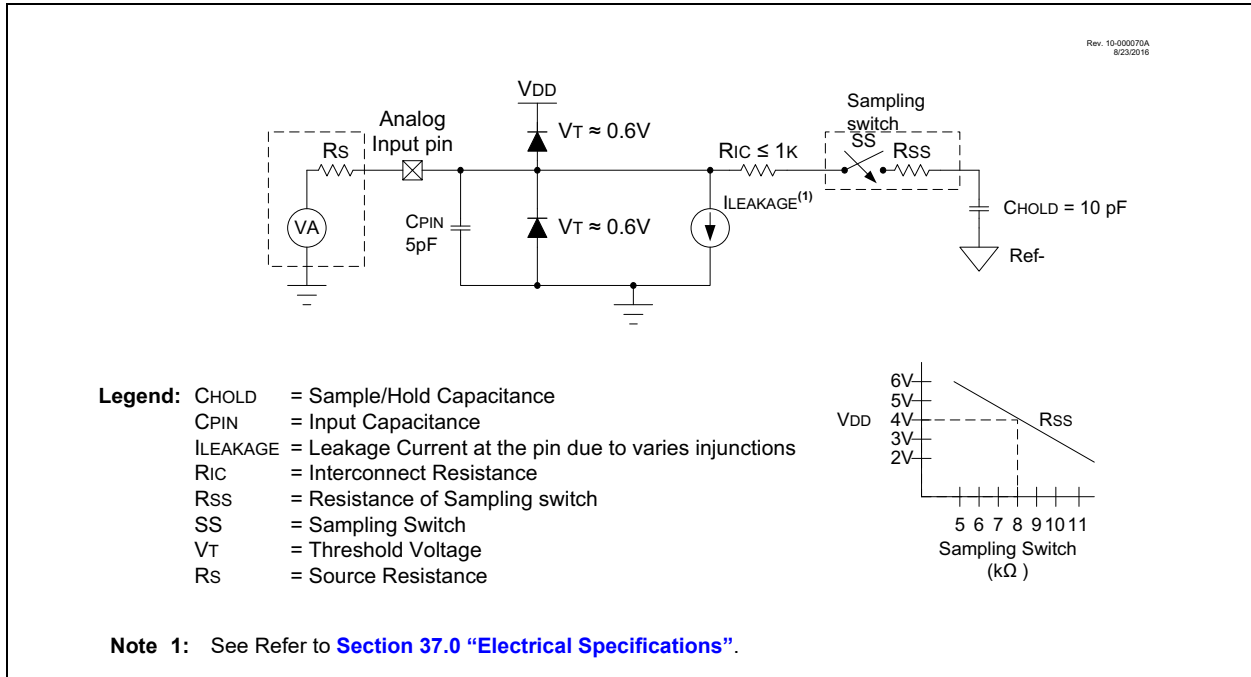 Rev. 10-000070A
8/23/2016
VDD
Sampling
switch
Analog
Input pin
VT ≈ 0.6V
SS
RS
RIC ≤ 1K
RSS
ILEAKAGE(1)
CHOLD = 10 pF
VA
CPIN
5pF
VT ≈ 0.6V
Ref-
Legend: CHOLD = Sample/Hold Capacitance
CPIN = Input Capacitance
ILEAKAGE = Leakage Current at the pin due to varies injunctions
RIC = Interconnect Resistance
RSS = Resistance of Sampling switch
SS = Sampling Switch
VT = Threshold Voltage
RS = Source Resistance
6V
5V
VDD 4V RSS
3V
2V
5 6 7 8 9 10 11
Sampling Switch
(kΩ )
Note 1: See Refer to Section 37.0 “Electrical Specifications”.